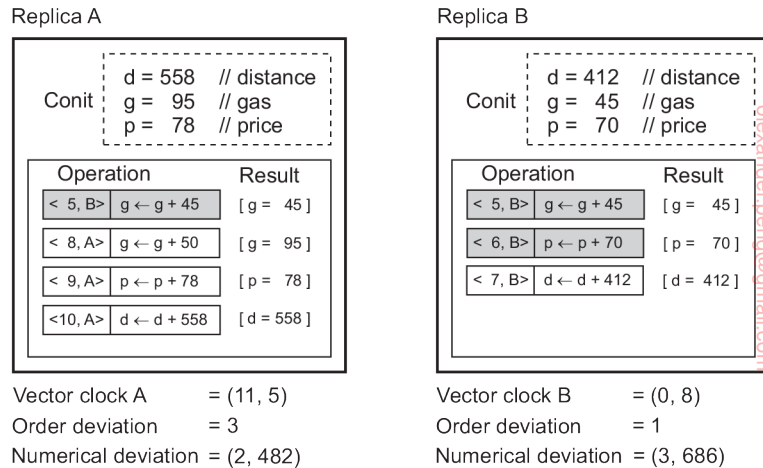 Replica A
Conit
d = 558 // distance
g = 95 // gas
p = 78 // price
Operation Result
< 5, B> g ← g + 45 [ g = 45 ]
< 8, A> g ← g + 50 [ g = 95 ]
< 9, A> p ← p + 78 [ p = 78 ]
<10, A> d ← d + 558 [ d = 558 ]
Vector clock A = (11, 5)
Order deviation = 3
Numerical deviation = (2, 482)
Replica B
Conit
d = 412 // distance
g = 45 // gas
p = 70 // price
Operation Result
< 5, B> g ← g + 45 [ g = 45 ]
< 6, B> p ← p + 70 [ p = 70 ]
< 7, B> d ← d + 412 [ d = 412 ]
Vector clock B = (0, 8)
Order deviation = 1
Numerical deviation = (3, 686)